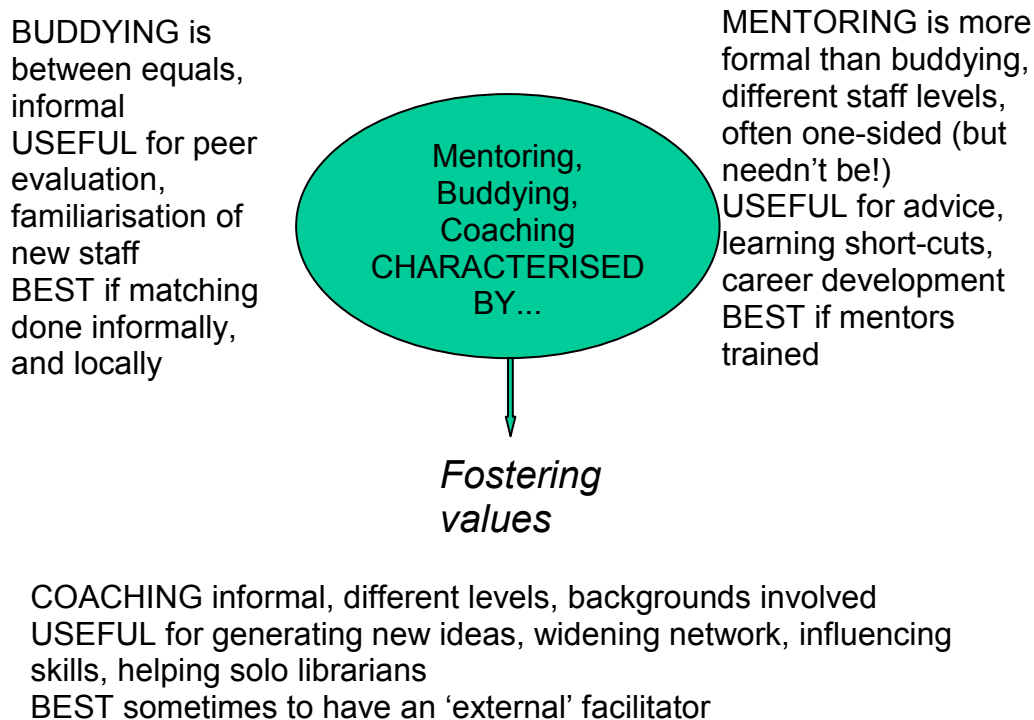 BUDDYING is
between equals,
informal
USEFUL for peer
evaluation,
familiarisation of
new staff
BEST if matching
done informally,
and locally
Mentoring,
Buddying,
Coaching
CHARACTERISED
BY...
MENTORING is more
formal than buddying,
different staff levels,
often one-sided (but
needn’t be!)
USEFUL for advice,
learning short-cuts,
career development
BEST if mentors
trained
Fostering
values
COACHING informal, different levels, backgrounds involved
USEFUL for generating new ideas, widening network, influencing
skills, helping solo librarians
BEST sometimes to have an ‘external’ facilitator